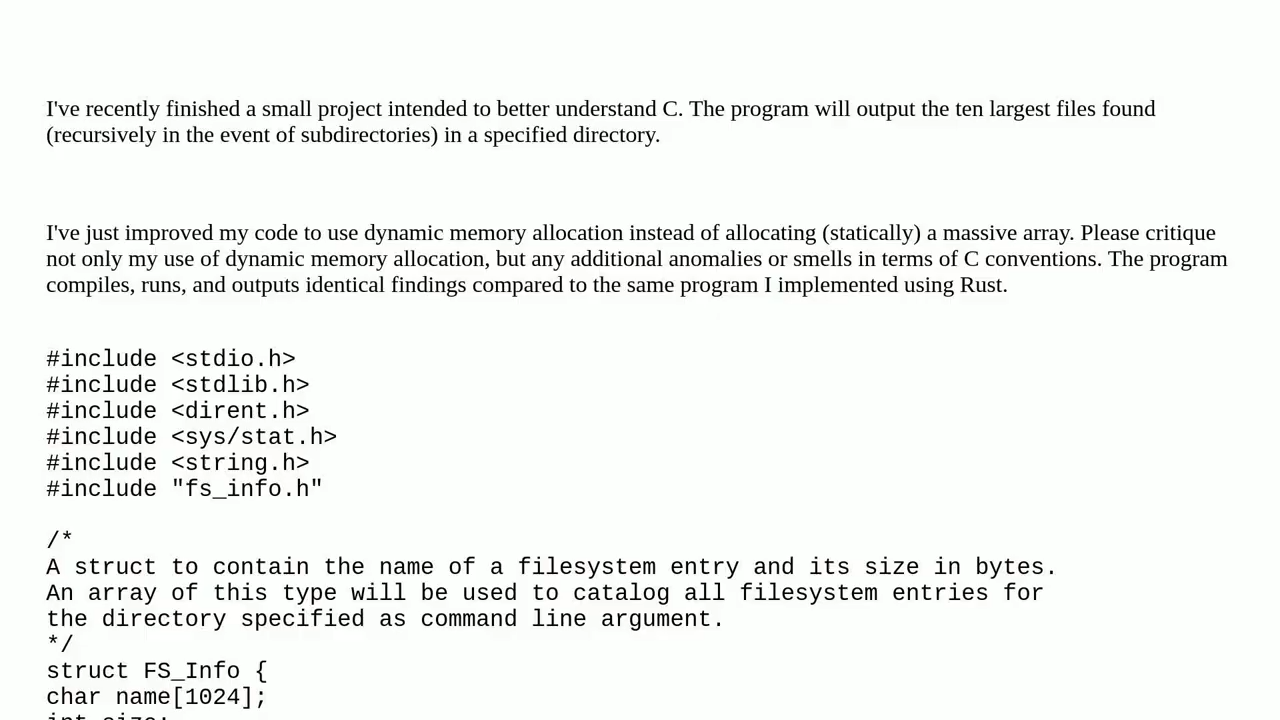 I've recently finished a small project intended to better understand C. The program will output the ten largest files found
(recursively in the event of subdirectories) in a specified directory.
I've just improved my code to use dynamic memory allocation instead of allocating (statically) a massive array. Please critique
not only my use of dynamic memory allocation, but any additional anomalies or smells in terms of C conventions. The program
compiles, runs, and outputs identical findings compared to the same program I implemented using Rust.
#include <stdio.h>
#include <stdlib.h>
#include <dirent.h>
#include <sys/stat.h>
#include <string.h>
#include "fs_info.h"
/*
A struct to contain the name of a filesystem entry and its size in bytes.
An array of this type will be used to catalog all filesystem entries for
the directory specified as command line argument.
*/
struct FS_Info {
char name[1024];
int size;